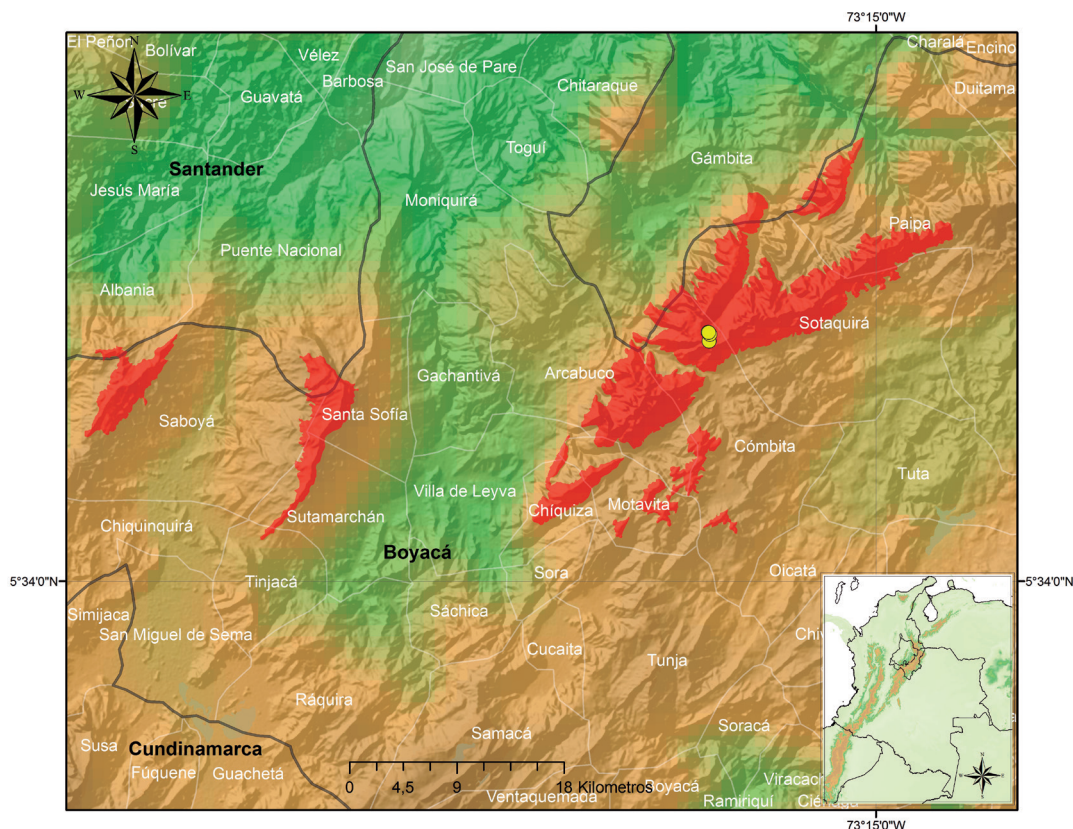 73°15'0"W
El Peñón
N
Bolívar
Vélez
San José de Pare
Charalá
Encino
Barbosa
Chitaraque
Duitama
W
E
Guavatá
S
Toguí
Gámbita
Santander
Jesús María
Moniquirá
Paipa
Puente Nacional
Albania
Sotaquirá
Arcabuco
Gachantivá
Saboyá
Santa Sofía
Cómbita
Tuta
Villa de Leyva
Chíquiza
Motavita
Sutamarchán
Chiquinquirá
Boyacá
5°34'0"N
Tinjacá
Sora
Oicatá
5°34'0"N
Simijaca
Sáchica
San Miguel de Sema
Cucaita
Tunja
Ráquira
Samacá
Soracá
Susa
Cundinamarca
Fúquene
Guachetá
0 4,5 9 18 Kilometros
Ventaquemada
Boyacá
Viracach
Ramiriquí
N
W
E
S
73°15'0"W